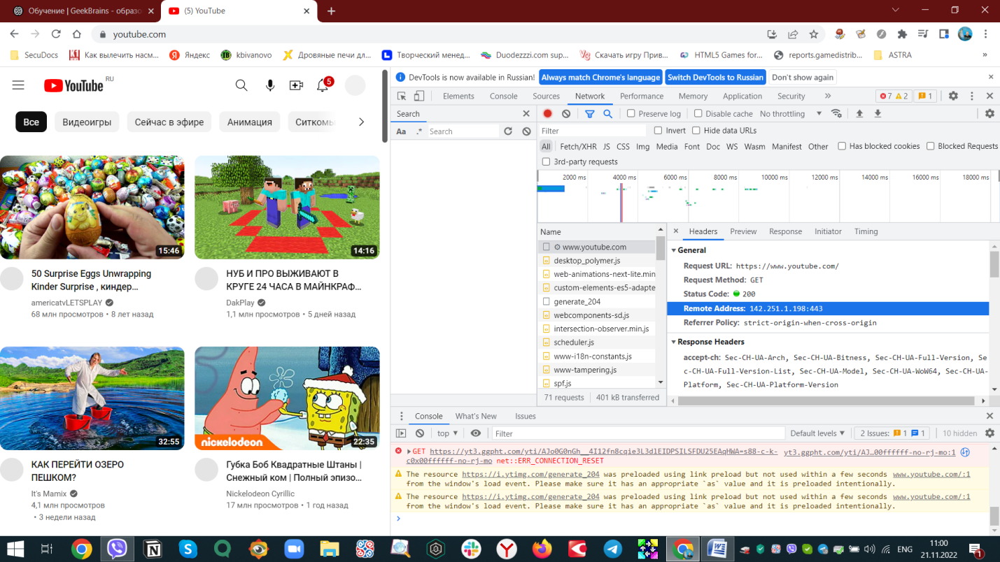 Обучение | GeekBrains - образо
(5) YouTube
youtube.com
SecuDocs
Как вылечить насм...
Яндекс
kbivanovo
Дровяные печи дл...
Творческий менед...
Duodezzzi.com sup...
Скачать игру Прив...
HTML5 Games for...
reports.gamedistrib...
ASTRA
»
YouTube RU
5
Все
Видеоигры
Сейчас в эфире
Анимация
Ситкомы
15:46
14:16
50 Surprise Eggs Unwrapping
Kinder Surprise , киндер...
americatvLETSPLAY
68 млн просмотров • 8 лет назад
НУБ И ПРО ВЫЖИВАЮТ В
КРУГЕ 24 ЧАСА В МАЙНКРАФ...
DakPlay
1,1 млн просмотров • 5 дней назад
32:55
nickelodeon
22:35
КАК ПЕРЕЙТИ ОЗЕРО
ПЕШКОМ?
It's Mamix
4,1 млн просмотров
• 3 недели назад
Губка Боб Квадратные Штаны |
Снежный ком | Полный эпизо...
Nickelodeon Cyrillic
17 млн просмотров • 1 год назад
DevTools is now available in Russian! Always match Chrome's language Switch DevTools to Russian Don't show again
Elements Console Sources Network Performance Memory Application Security » 7 2 1
Search
Aa .* Search
Preserve log Disable cache No throttling
Filter Invert Hide data URLs
All Fetch/XHR JS CSS Img Media Font Doc WS Wasm Manifest Other Has blocked cookies Blocked Requests
3rd-party requests
2000 ms 4000 ms 6000 ms 8000 ms 10000 ms 12000 ms 14000 ms 16000 ms 18000 ms
Name
www.youtube.com
desktop_polymer.js
web-animations-next-lite.min
custom-elements-es5-adapte
generate_204
webcomponents-sd.js
intersection-observer.min.js
scheduler.js
www-i18n-constants.js
www-tampering.js
spf.js
71 requests 401 kB transferred
Headers Preview Response Initiator Timing
General
Request URL: https://www.youtube.com/
Request Method: GET
Status Code: 200
Remote Address: 142.251.1.198:443
Referrer Policy: strict-origin-when-cross-origin
Response Headers
accept-ch: Sec-CH-UA-Arch, Sec-CH-UA-Bitness, Sec-CH-UA-Full-Version, Se
c-CH-UA-Full-Version-List, Sec-CH-UA-Model, Sec-CH-UA-WoW64, Sec-CH-UA-
Platform, Sec-CH-UA-Platform-Version
Console What's New Issues
top Filter Default levels 2 Issues: 1 1 10 hidden
GET https://yt3.ggpht.com/yti/AJo0G0nGh__4I12fn8cqie3L3d1EIDPSILSFDU25EAqHWA=s88-c-k- yt3.ggpht.com/yti/AJ…00ffffff-no-rj-mo:1
c0x00ffffff-no-rj-mo net::ERR_CONNECTION_RESET
The resource https://i.ytimg.com/generate_204 was preloaded using link preload but not used within a few seconds www.youtube.com/:1
from the window's load event. Please make sure it has an appropriate `as` value and it is preloaded intentionally.
The resource https://i.ytimg.com/generate_204 was preloaded using link preload but not used within a few seconds www.youtube.com/:1
from the window's load event. Please make sure it has an appropriate `as` value and it is preloaded intentionally.
ENG
11:00
21.11.2022
1